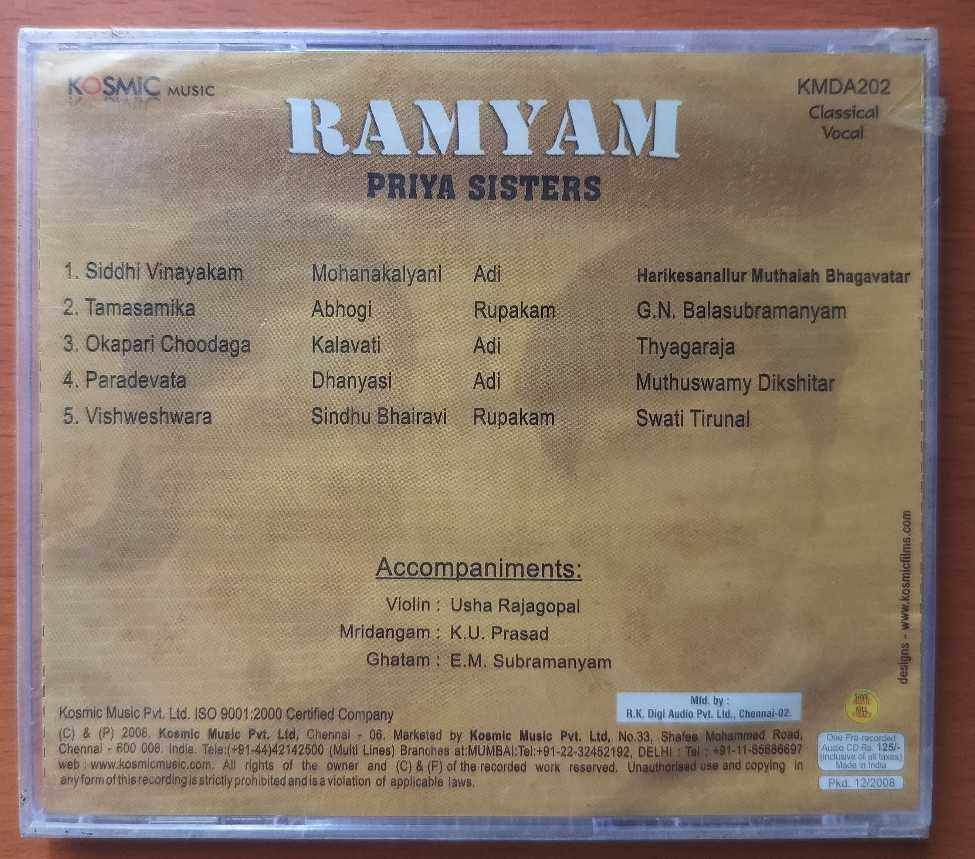 KOSMIC MUSIC
KMDA202
Classical
Vocal
RAMYAM
PRIYA SISTERS
1. Siddhi Vinayakam Mohanakalyani Adi Harikesanallur Muthaiah Bhagavatar
2. Tamasamika Abhogi Rupakam G.N. Balasubramanyam
3. Okapari Choodaga Kalavati Adi Thyagaraja
4. Paradevata Dhanyasi Adi Muthuswamy Dikshitar
5. Vishweshwara Sindhu Bhairavi Rupakam Swati Tirunal
Accompaniments:
Violin : Usha Rajagopal
Mridangam : K.U. Prasad
Ghatam : E.M. Subramanyam
designs - www.kosmicfilms.com
Mfd. by :
R.K. Digi Audio Pvt. Ltd., Chennai-02.
Kosmic Music Pvt. Ltd. ISO 9001:2000 Certified Company
(C) & (P) 2008. Kosmic Music Pvt. Ltd, Chennai - 06. Marketed by Kosmic Music Pvt. Ltd, No.33, Shafee Mohammed Road,
Chennai - 600 006. India. Tele:(+91-44)42142500 (Multi Lines) Branches at:MUMBAI:Tel:+91-22-32452192, DELHI : Tel : +91-11-85686697
web : www.kosmicmusic.com. All rights of the owner and (C) & (F) of the recorded work reserved. Unauthorised use and copying in
any form of this recording is strictly prohibited and is a violation of applicable laws.
One Pre-recorded
Audio CD Rs. 125/-
(inclusive of all taxes)
Made in India
Pkd. 12/2008